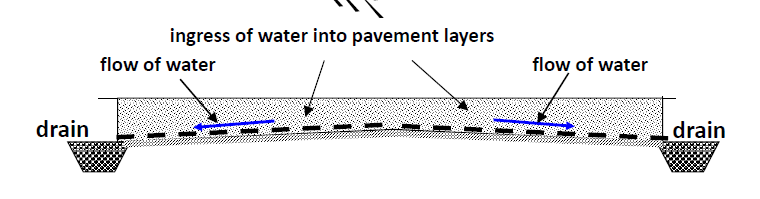 ingress of water into pavement layers
flow of water
flow of water
drain
drain